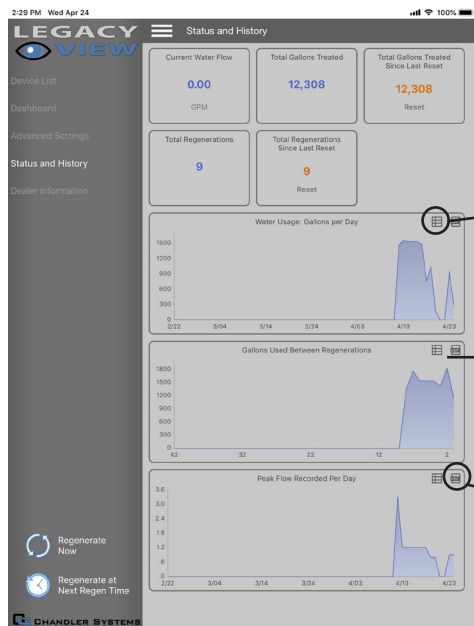 2:29 PM Wed Apr 24
100%
LEGACY
VIEW
Device List
Dashboard
Advanced Settings
Status and History
Dealer Information
Regenerate
Now
Regenerate at
Next Regen Time
CHANDLER SYSTEMS
Status and History
Current Water Flow
0.00
GPM
Total Gallons Treated
12,308
Total Gallons Treated
Since Last Reset
12,308
Reset
Total Regenerations
9
Total Regenerations
Since Last Reset
9
Reset
Water Usage: Gallons per Day
1500
1200
900
600
300
0
2/22 3/04 3/14 3/24 4/03 4/13 4/23
Gallons Used Between Regenerations
1800
1500
1200
900
600
300
0
42 32 22 12 2
Peak Flow Recorded Per Day
3.6
3.0
2.4
1.8
1.2
.6
.0
2/22 3/04 3/14 3/24 4/03 4/13 4/23